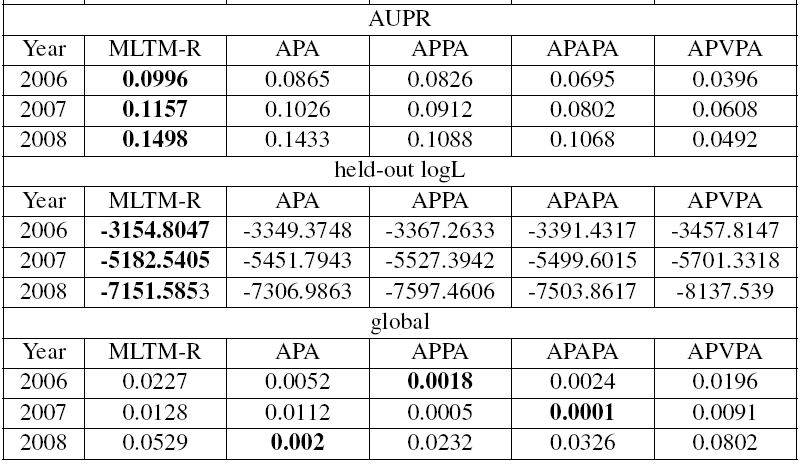 AUPR
Year MLTM-R APA APPA APAPA APVPA
2006 0.0996 0.0865 0.0826 0.0695 0.0396
2007 0.1157 0.1026 0.0912 0.0802 0.0608
2008 0.1498 0.1433 0.1088 0.1068 0.0492
held-out logL
Year MLTM-R APA APPA APAPA APVPA
2006 -3154.8047 -3349.3748 -3367.2633 -3391.4317 -3457.8147
2007 -5182.5405 -5451.7943 -5527.3942 -5499.6015 -5701.3318
2008 -7151.5853 -7306.9863 -7597.4606 -7503.8617 -8137.539
global
Year MLTM-R APA APPA APAPA APVPA
2006 0.0227 0.0052 0.0018 0.0024 0.0196
2007 0.0128 0.0112 0.0005 0.0001 0.0091
2008 0.0529 0.002 0.0232 0.0326 0.0802